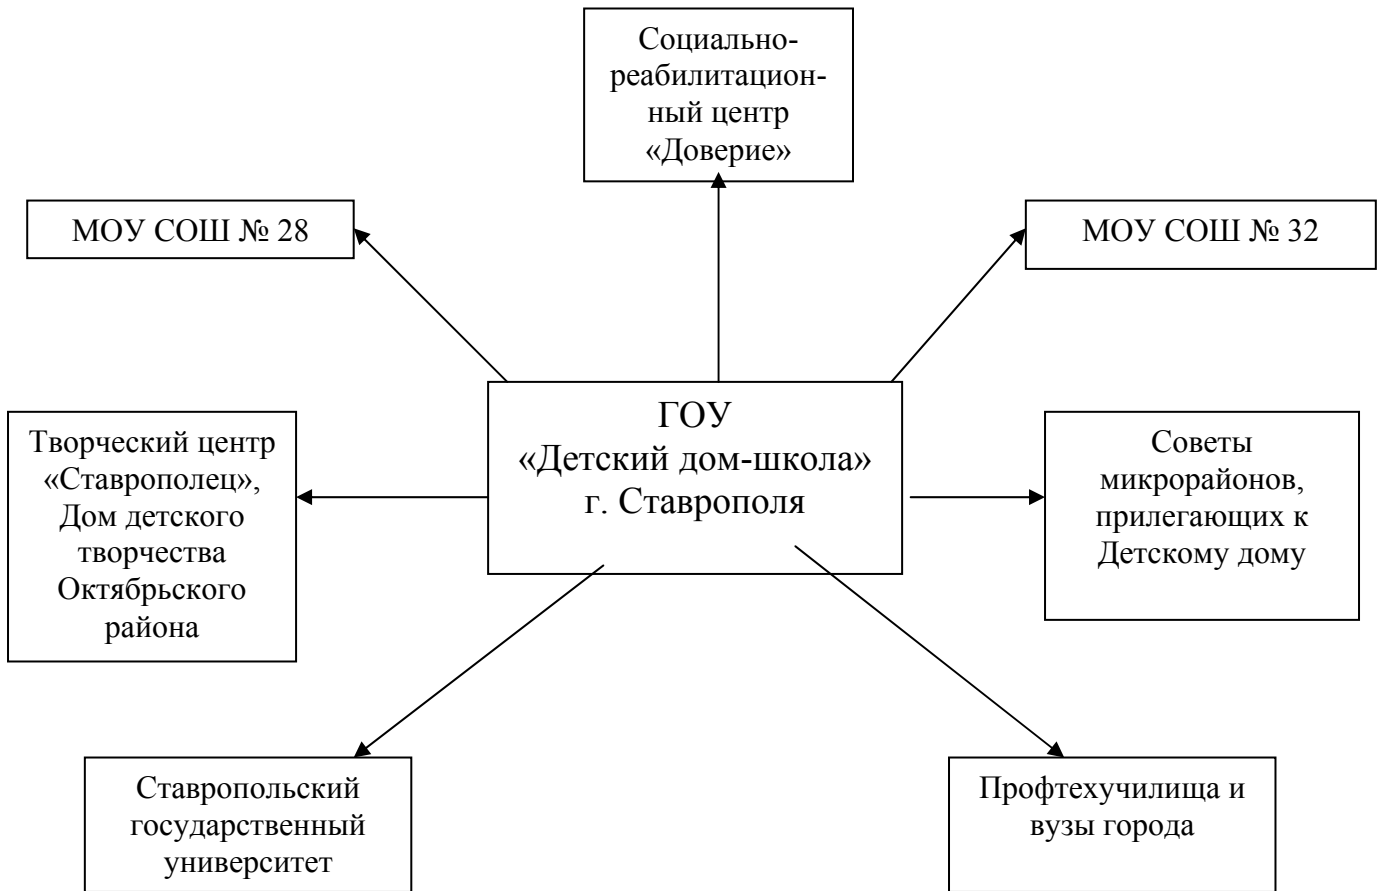 Социально-
реабилитацион-
ный центр
«Доверие»
МОУ СОШ № 28
МОУ СОШ № 32
ГОУ
«Детский дом-школа»
г. Ставрополя
Творческий центр
«Ставрополец»,
Дом детского
творчества
Октябрьского
района
Советы
микрорайонов,
прилегающих к
Детскому дому
Ставропольский
государственный
университет
Профтехучилища и
вузы города